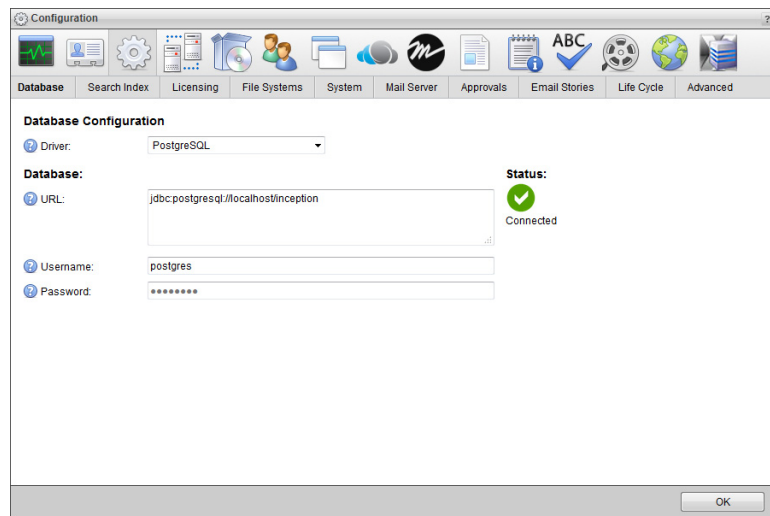 Configuration ?
ABC
Database Search Index Licensing File Systems System Mail Server Approvals Email Stories Life Cycle Advanced
Database Configuration
? Driver: PostgreSQL
Database: Status:
? URL: jdbc:postgresql://localhost/inception
Connected
? Username: postgres
? Password: ••••••••
OK